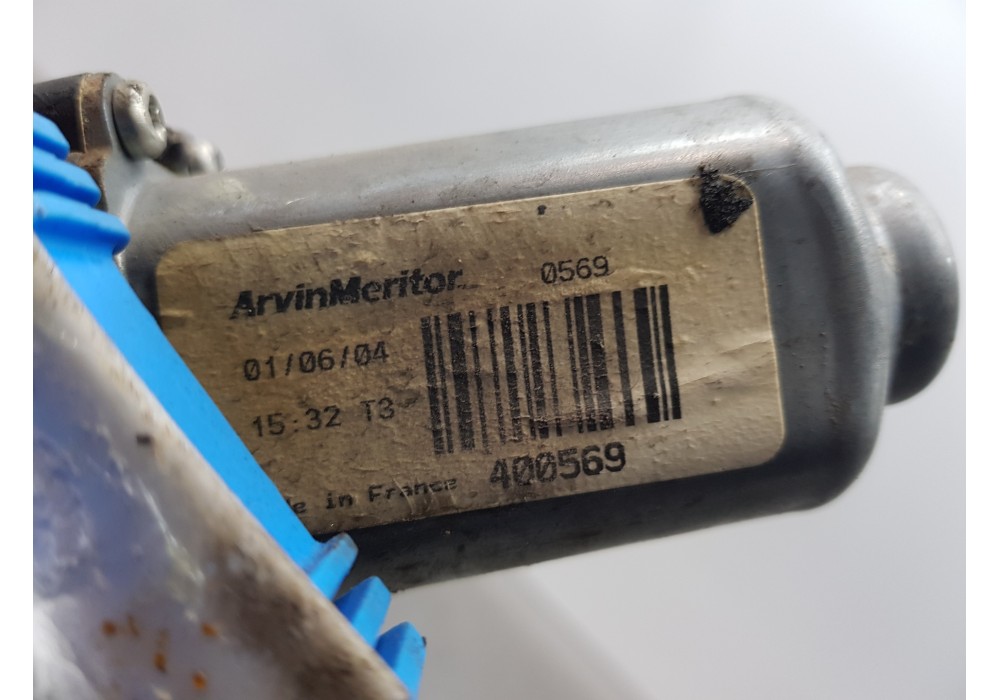 ArvinMeritor 0569
01/06/04
15:32 T3
400569
in France